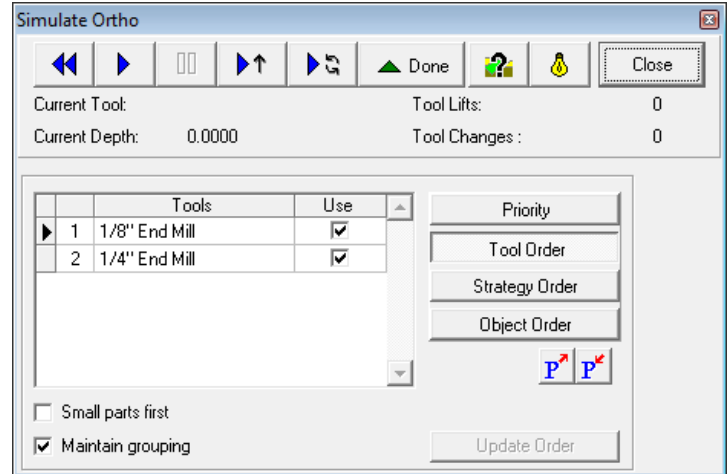 Simulate Ortho
Done
Close
Current Tool: Tool Lifts: 0
Current Depth: 0.0000 Tool Changes : 0
Tools Use
1 1/8" End Mill
2 1/4" End Mill
Priority
Tool Order
Strategy Order
Object Order
P P
Small parts first
Maintain grouping
Update Order